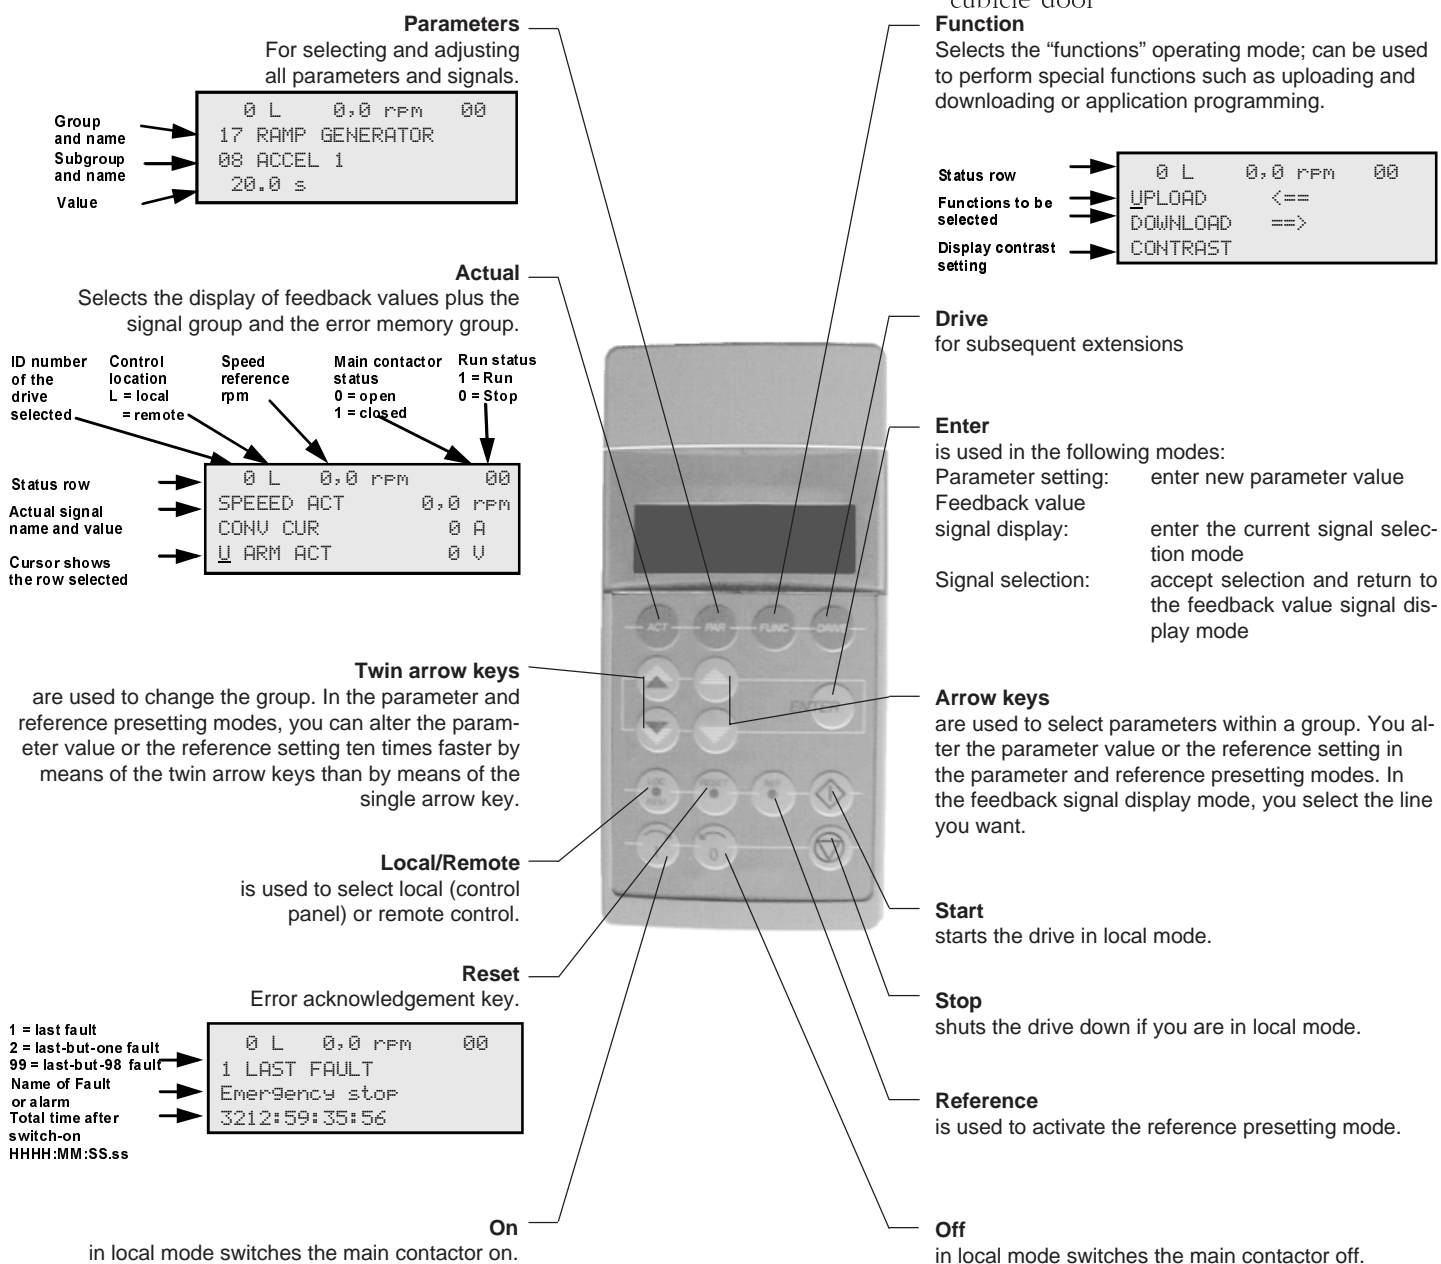 cubicle door
Parameters
For selecting and adjusting
all parameters and signals.
Group
and name
Subgroup
and name
Value
0 L 0,0 rpm 00
17 RAMP GENERATOR
08 ACCEL 1
20.0 s
Actual
Selects the display of feedback values plus the
signal group and the error memory group.
ID number
of the
drive
selected
Control
location
L = local
= remote
Speed
reference
rpm
Main contactor
status
0 = open
1 = closed
Run status
1 = Run
0 = Stop
Status row
Actual signal
name and value
Cursor shows
the row selected
0 L 0,0 rpm 00
SPEEED ACT 0,0 rpm
CONV CUR 0 A
U ARM ACT 0 V
Twin arrow keys
are used to change the group. In the parameter and
reference presetting modes, you can alter the param-
eter value or the reference setting ten times faster by
means of the twin arrow keys than by means of the
single arrow key.
Local/Remote
is used to select local (control
panel) or remote control.
Reset
Error acknowledgement key.
1 = last fault
2 = last-but-one fault
99 = last-but-98 fault
Name of Fault
or alarm
Total time after
switch-on
HHHH:MM:SS.ss
0 L 0,0 rpm 00
1 LAST FAULT
Emergency stop
3212:59:35:56
On
in local mode switches the main contactor on.
ACT
PAR
FUNC
DRIVE
ENTER
LOC
REM
RESET
REF
I
0
Function
Selects the “functions” operating mode; can be used
to perform special functions such as uploading and
downloading or application programming.
Status row
Functions to be
selected
Display contrast
setting
0 L 0,0 rpm 00
UPLOAD <==
DOWNLOAD ==>
CONTRAST
Drive
for subsequent extensions
Enter
is used in the following modes:
Parameter setting: enter new parameter value
Feedback value
signal display: enter the current signal selec-
tion mode
Signal selection: accept selection and return to
the feedback value signal dis-
play mode
Arrow keys
are used to select parameters within a group. You al-
ter the parameter value or the reference setting in
the parameter and reference presetting modes. In
the feedback signal display mode, you select the line
you want.
Start
starts the drive in local mode.
Stop
shuts the drive down if you are in local mode.
Reference
is used to activate the reference presetting mode.
Off
in local mode switches the main contactor off.